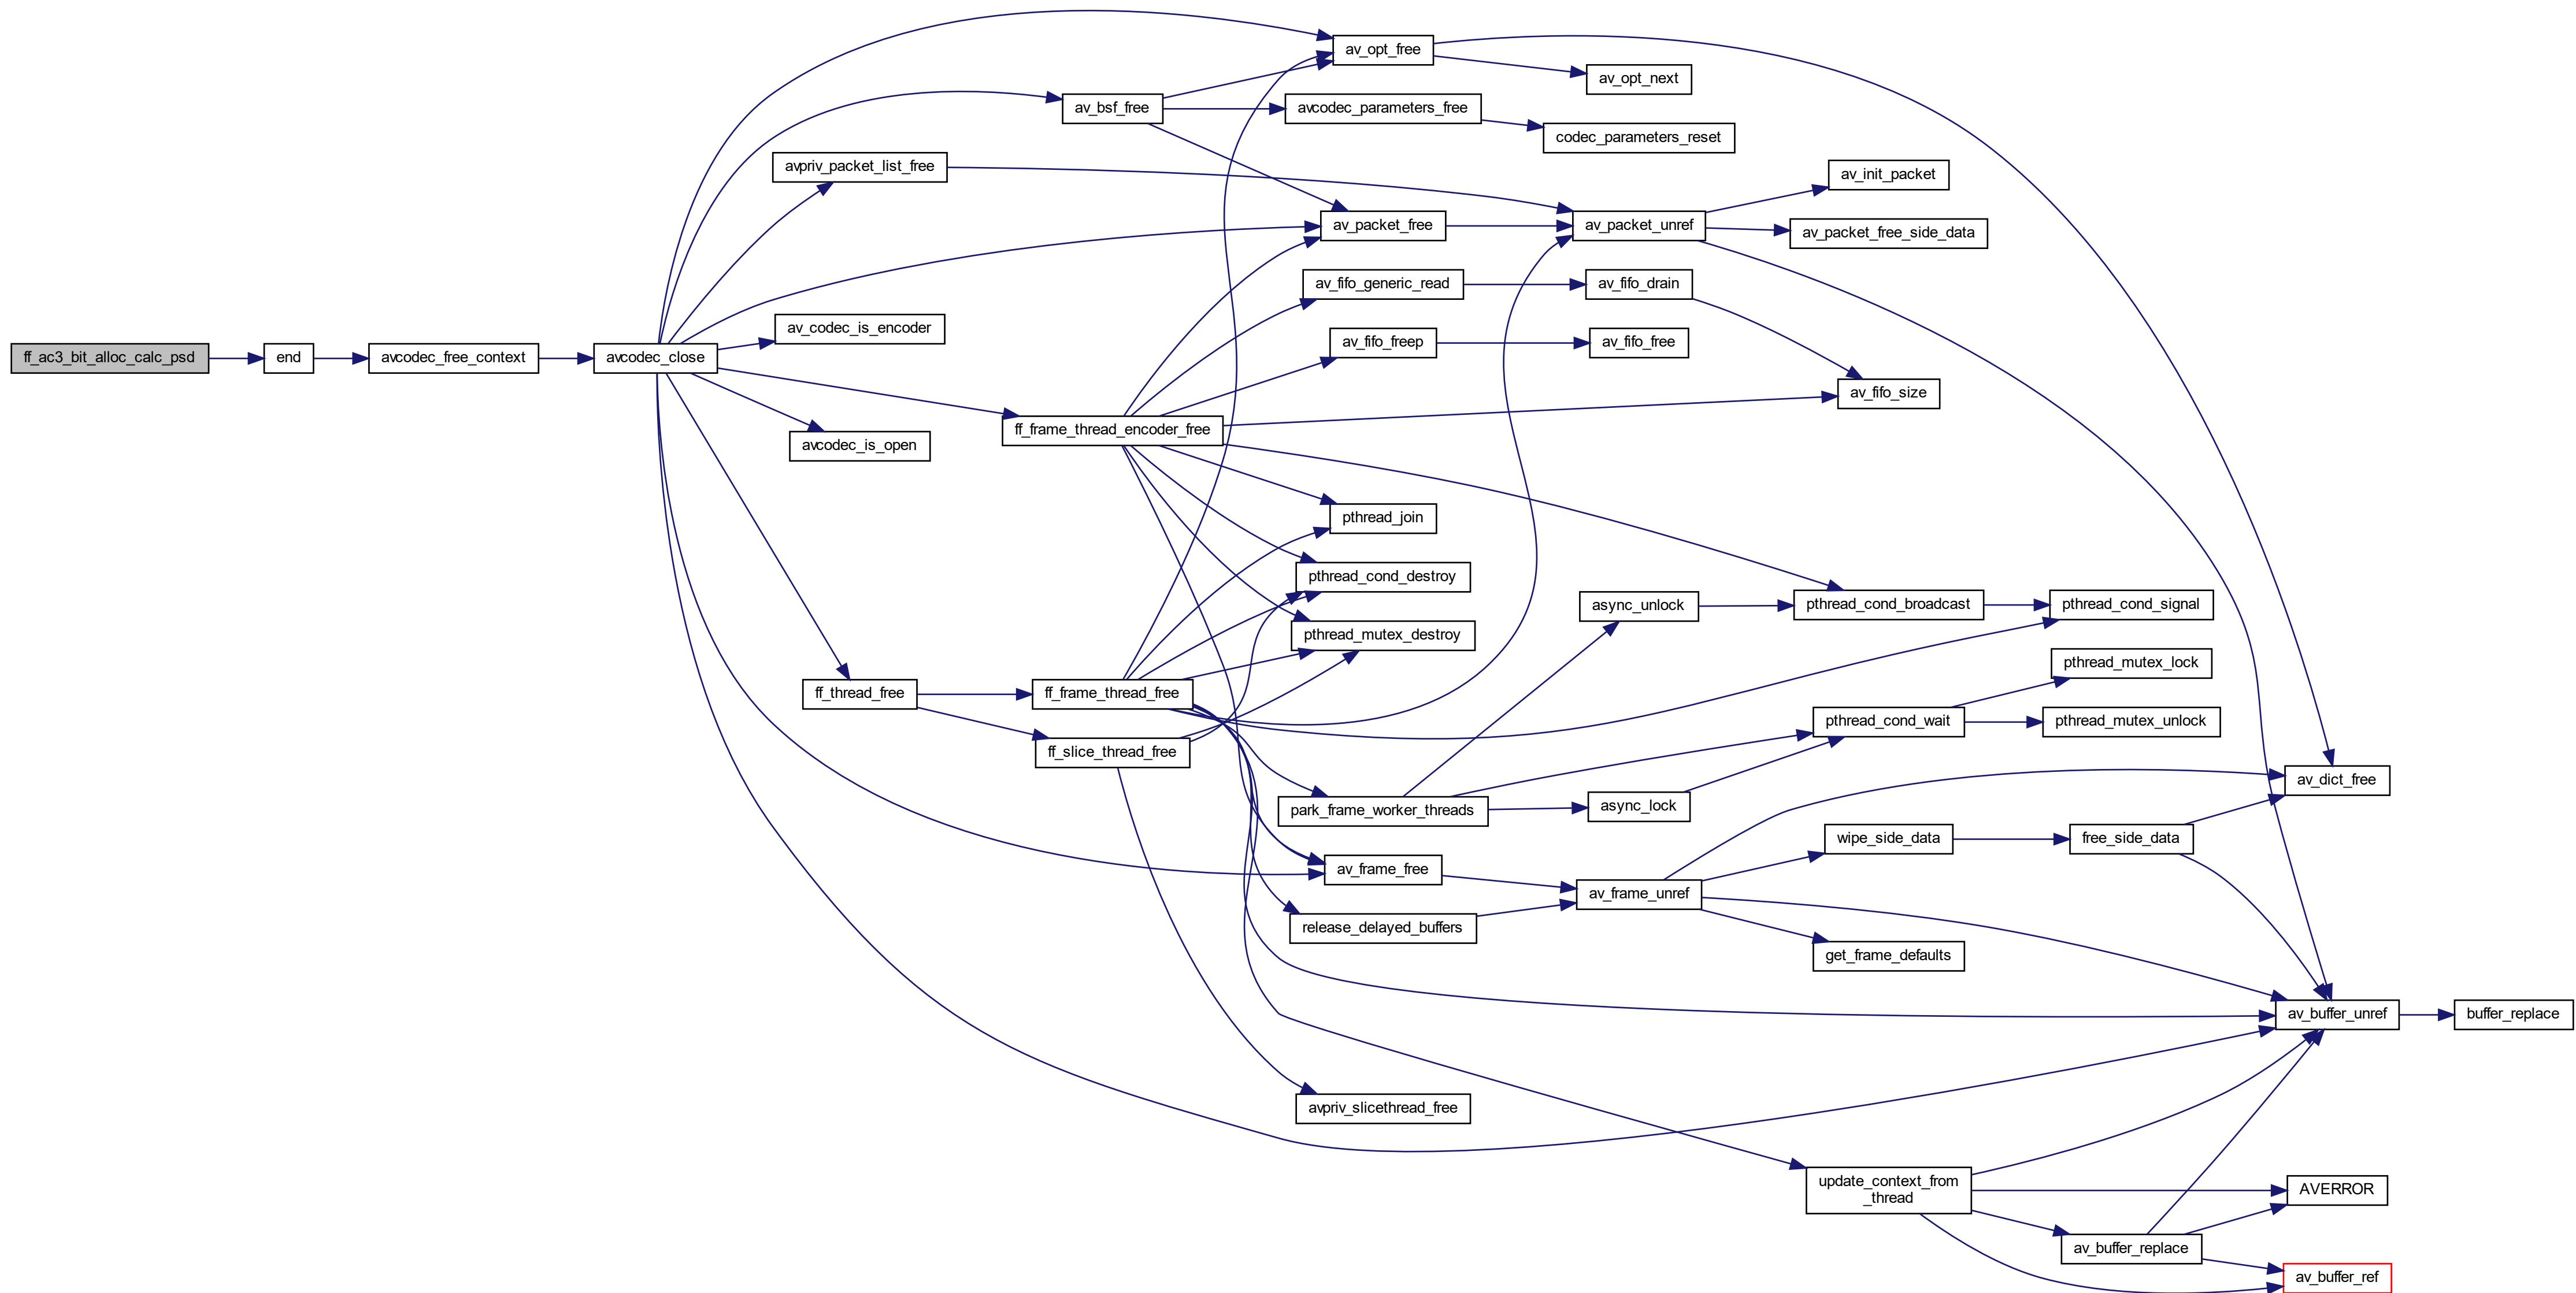 av_opt_free
av_opt_next
av_bsf_free
avcodec_parameters_free
codec_parameters_reset
avpriv_packet_list_free
av_init_packet
av_packet_free
av_packet_unref
av_packet_free_side_data
av_fifo_generic_read
av_fifo_drain
av_codec_is_encoder
av_fifo_freep
av_fifo_free
ff_ac3_bit_alloc_calc_psd
end
avcodec_free_context
avcodec_close
av_fifo_size
ff_frame_thread_encoder_free
avcodec_is_open
pthread_join
pthread_cond_destroy
async_unlock
pthread_cond_broadcast
pthread_cond_signal
pthread_mutex_destroy
pthread_mutex_lock
ff_thread_free
ff_frame_thread_free
pthread_cond_wait
pthread_mutex_unlock
ff_slice_thread_free
av_dict_free
park_frame_worker_threads
async_lock
wipe_side_data
free_side_data
av_frame_free
av_frame_unref
release_delayed_buffers
get_frame_defaults
av_buffer_unref
buffer_replace
avpriv_slicethread_free
update_context_from
_thread
AVERROR
av_buffer_replace
av_buffer_ref